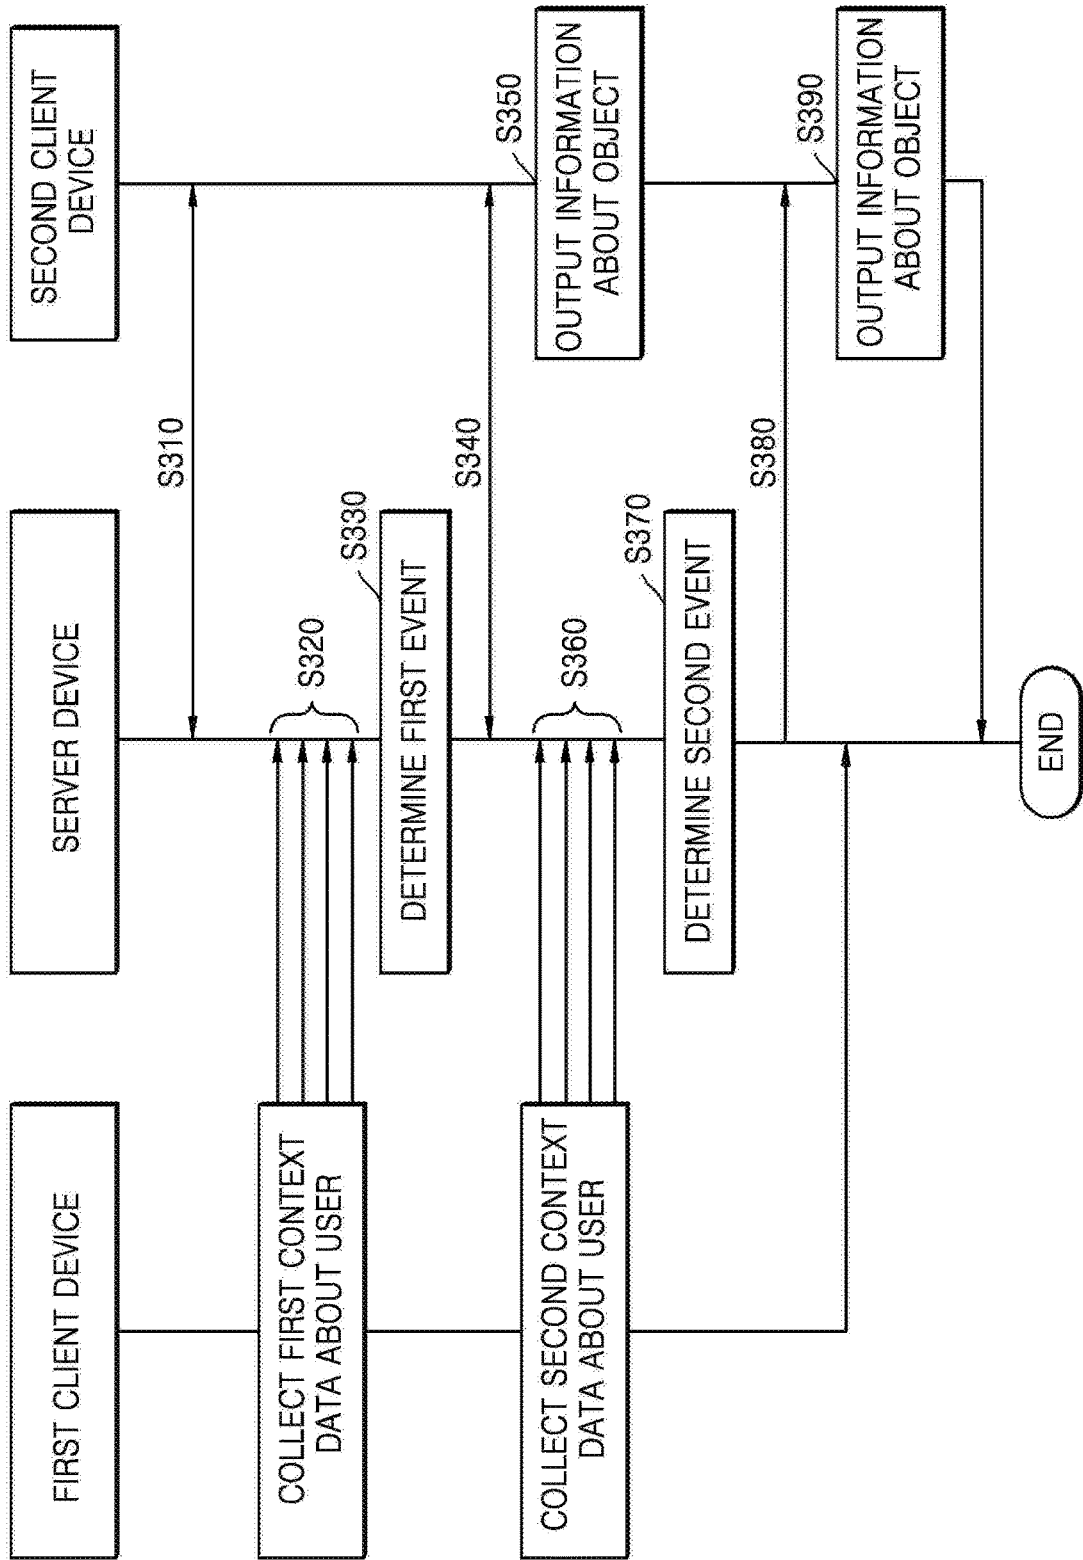 FIRST CLIENT DEVICE
SERVER DEVICE
SECOND CLIENT
DEVICE
S310
COLLECT FIRST CONTEXT
DATA ABOUT USER
S320
S330
DETERMINE FIRST EVENT
S340
S350
OUTPUT INFORMATION
ABOUT OBJECT
COLLECT SECOND CONTEXT
DATA ABOUT USER
S360
S370
DETERMINE SECOND EVENT
S380
S390
OUTPUT INFORMATION
ABOUT OBJECT
END